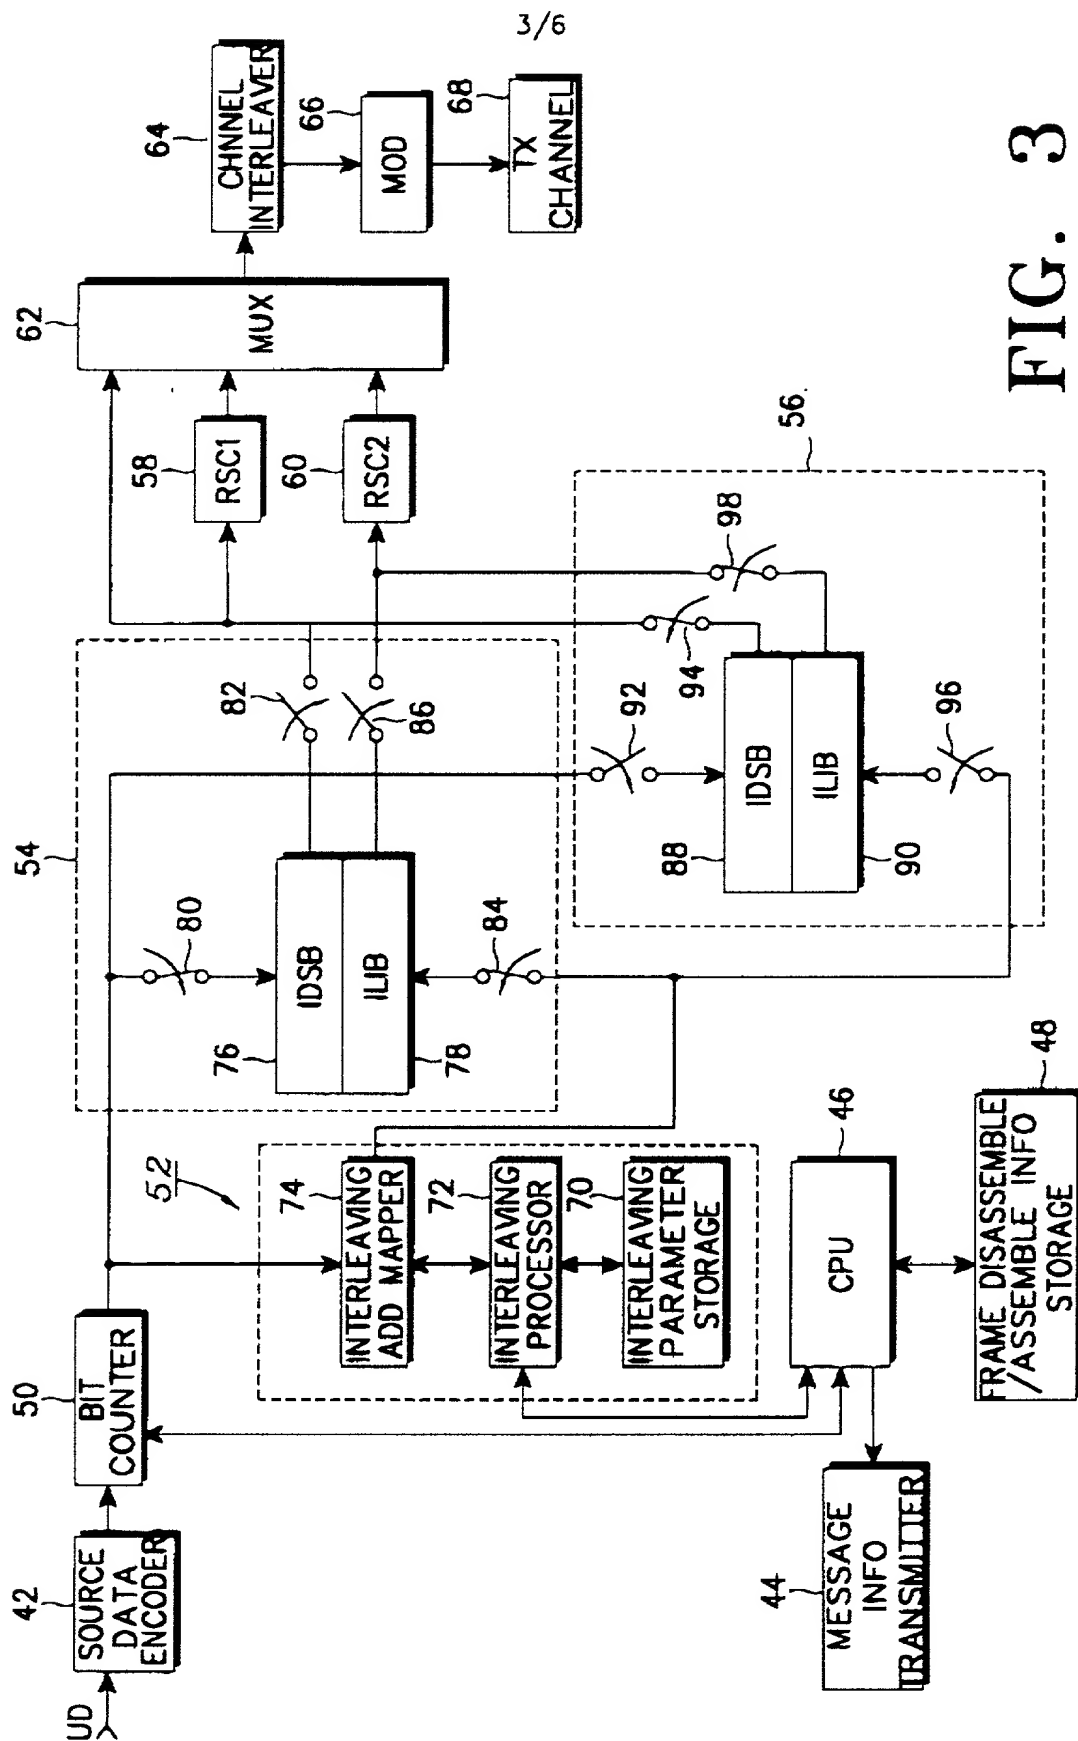 3/6
UD
42
SOURCE
DATA
ENCODER
50
BIT
COUNTER
52
74
INTERLEAVING
ADD MAPPER
72
INTERLEAVING
PROCESSOR
70
INTERLEAVING
PARAMETER
STORAGE
46
CPU
48
FRAME DISASSEMBLE
/ASSEMBLE INFO
STORAGE
44
MESSAGE
INFO
TRANSMITTER
54
80
76
IDSB
ILIB
78
84
82
86
56
92
88
IDSB
ILIB
90
96
94
98
58
RSC1
60
RSC2
62
MUX
64
CHNNEL
INTERLEAVER
66
MOD
68
TX
CHANNEL
FIG. 3